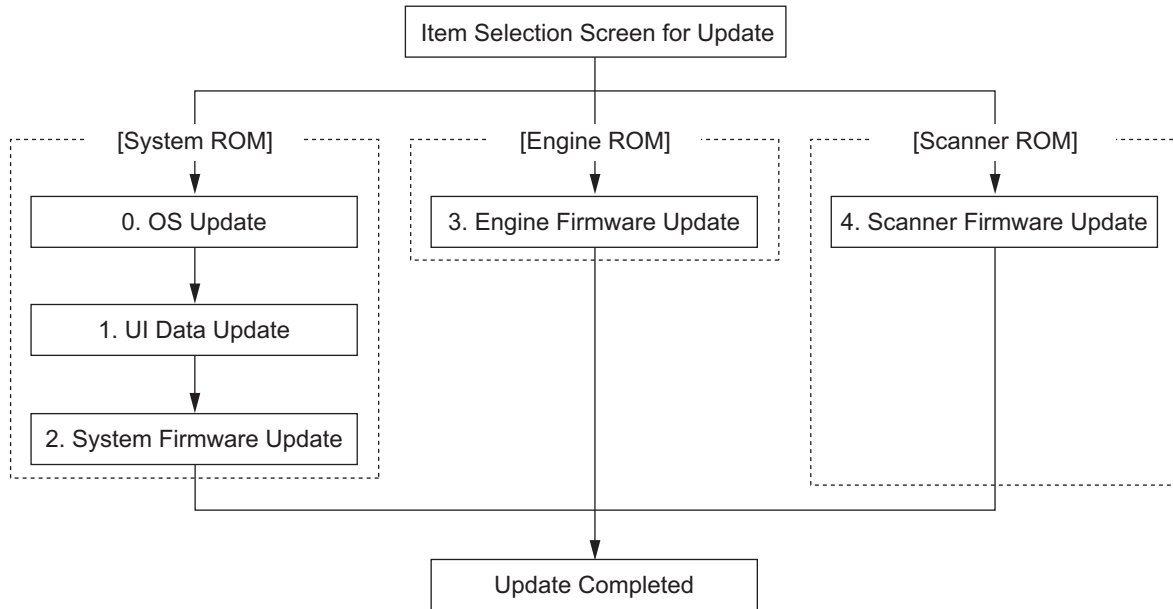 Item Selection Screen for Update
[System ROM]
[Engine ROM]
[Scanner ROM]
0. OS Update
3. Engine Firmware Update
4. Scanner Firmware Update
1. UI Data Update
2. System Firmware Update
Update Completed